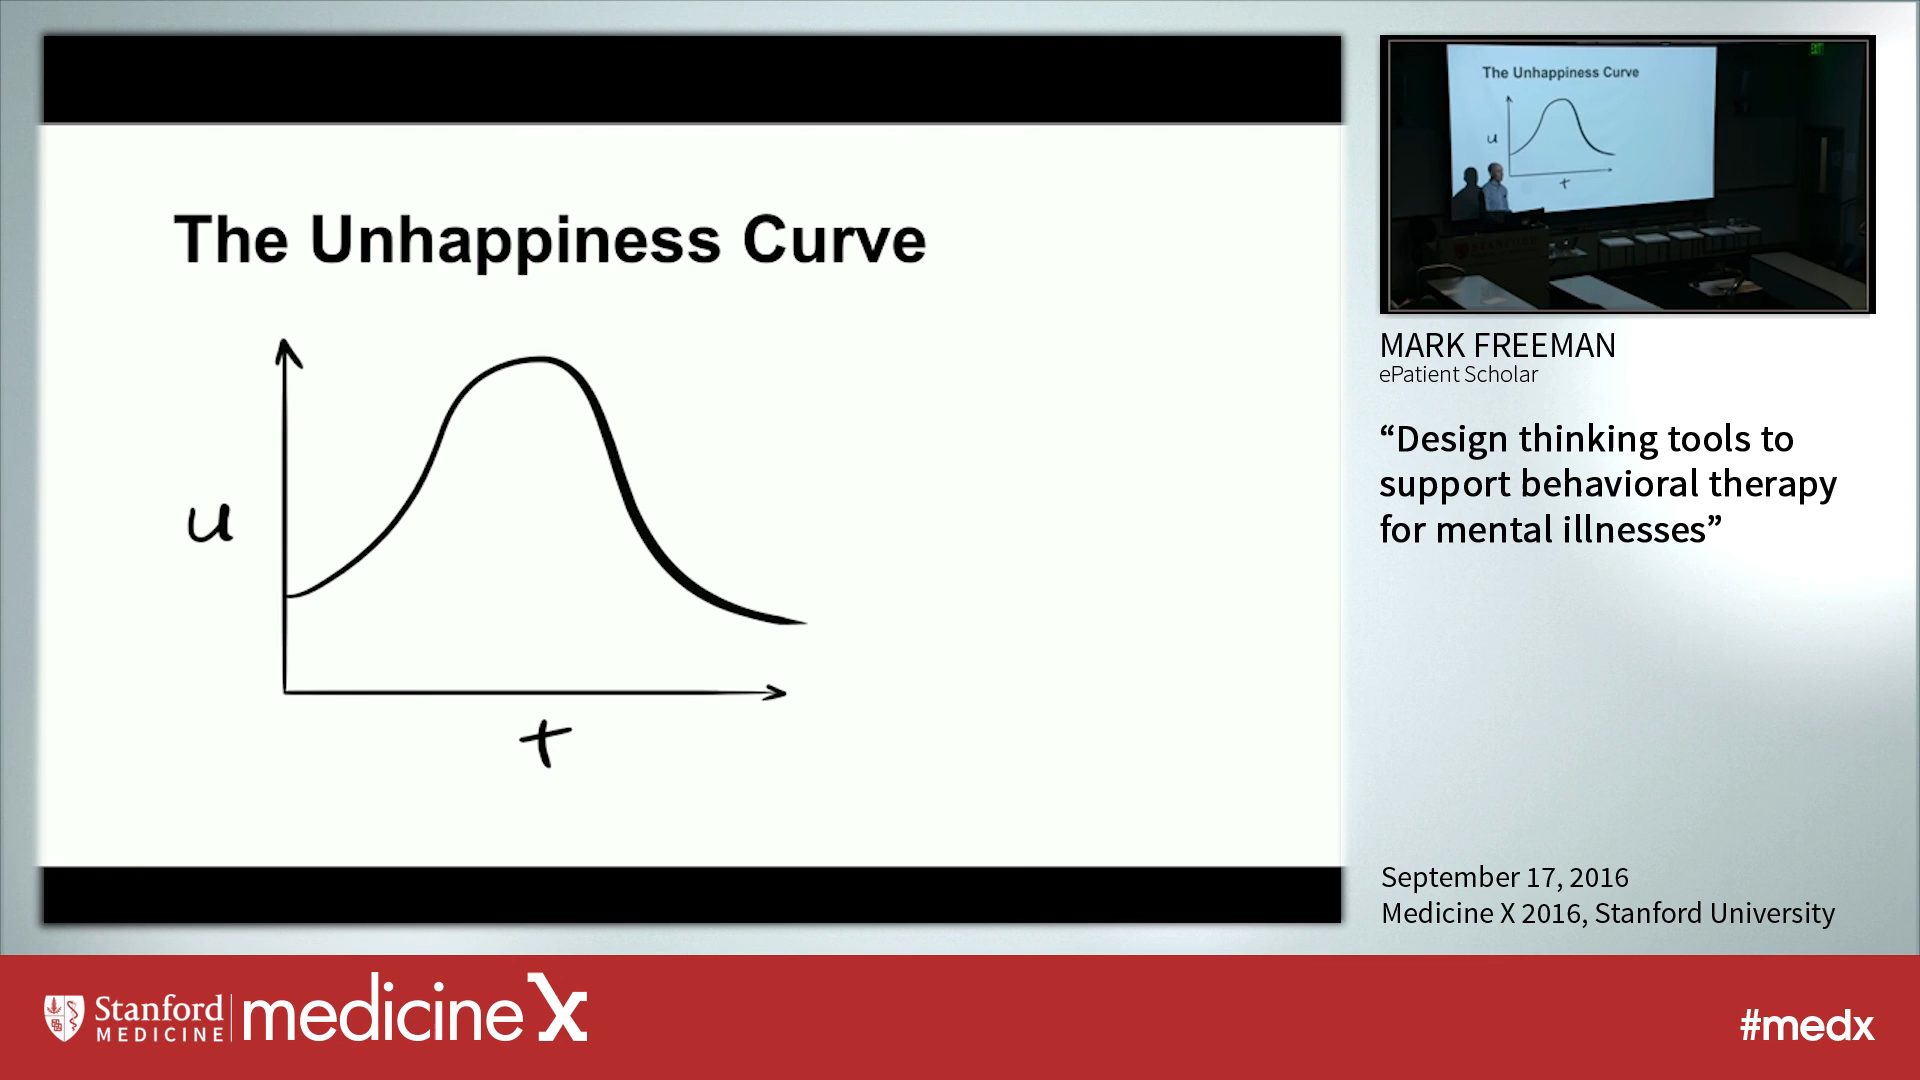 The Unhappiness Curve
u
t
The Unhappiness Curve
u
t
MARK FREEMAN
ePatient Scholar
“Design thinking tools to
support behavioral therapy
for mental illnesses”
September 17, 2016
Medicine X 2016, Stanford University
Stanford
MEDICINE
medicine X
#medx